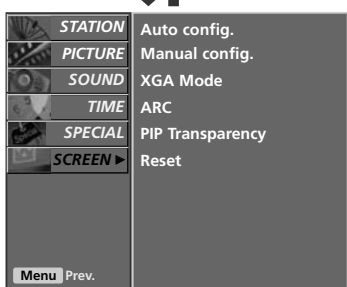 STATION
PICTURE
SOUND
TIME
SPECIAL
SCREEN ►
Auto config.
Manual config.
XGA Mode
ARC
PIP Transparency
Reset
Menu Prev.